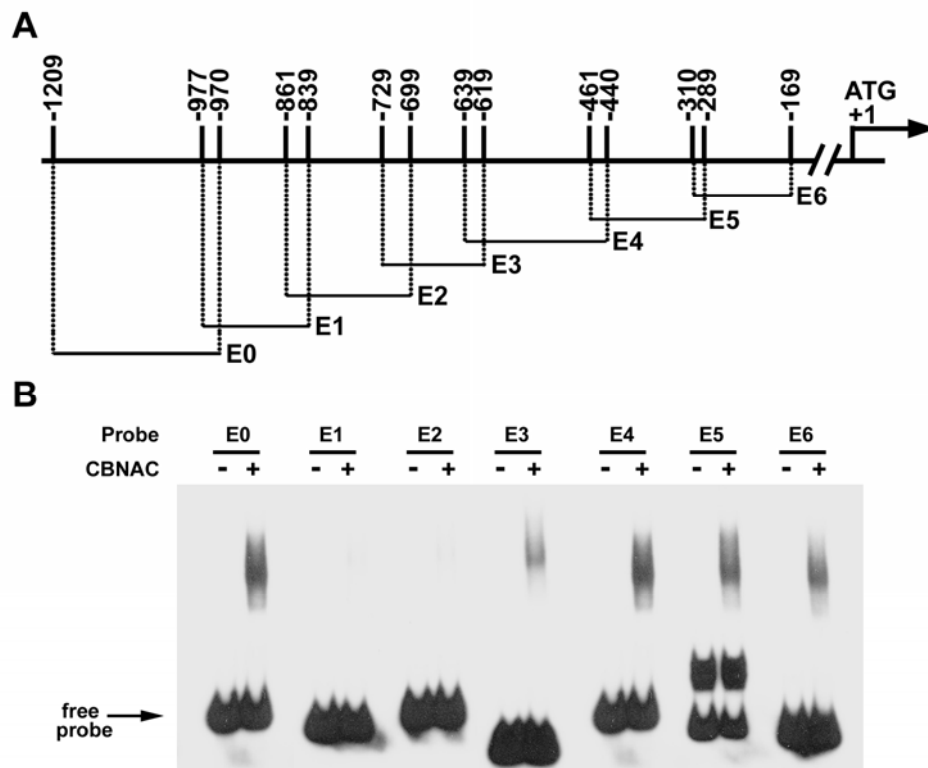 A
-1209 -977 -970 -861 -839 -729 -699 -639 -619 -461 -440 -310 -289 -169 ATG
+1
E6
E5
E4
E3
E2
E1
E0
B
Probe E0 E1 E2 E3 E4 E5 E6
CBNAC - + - + - + - + - + - + - +
free
probe